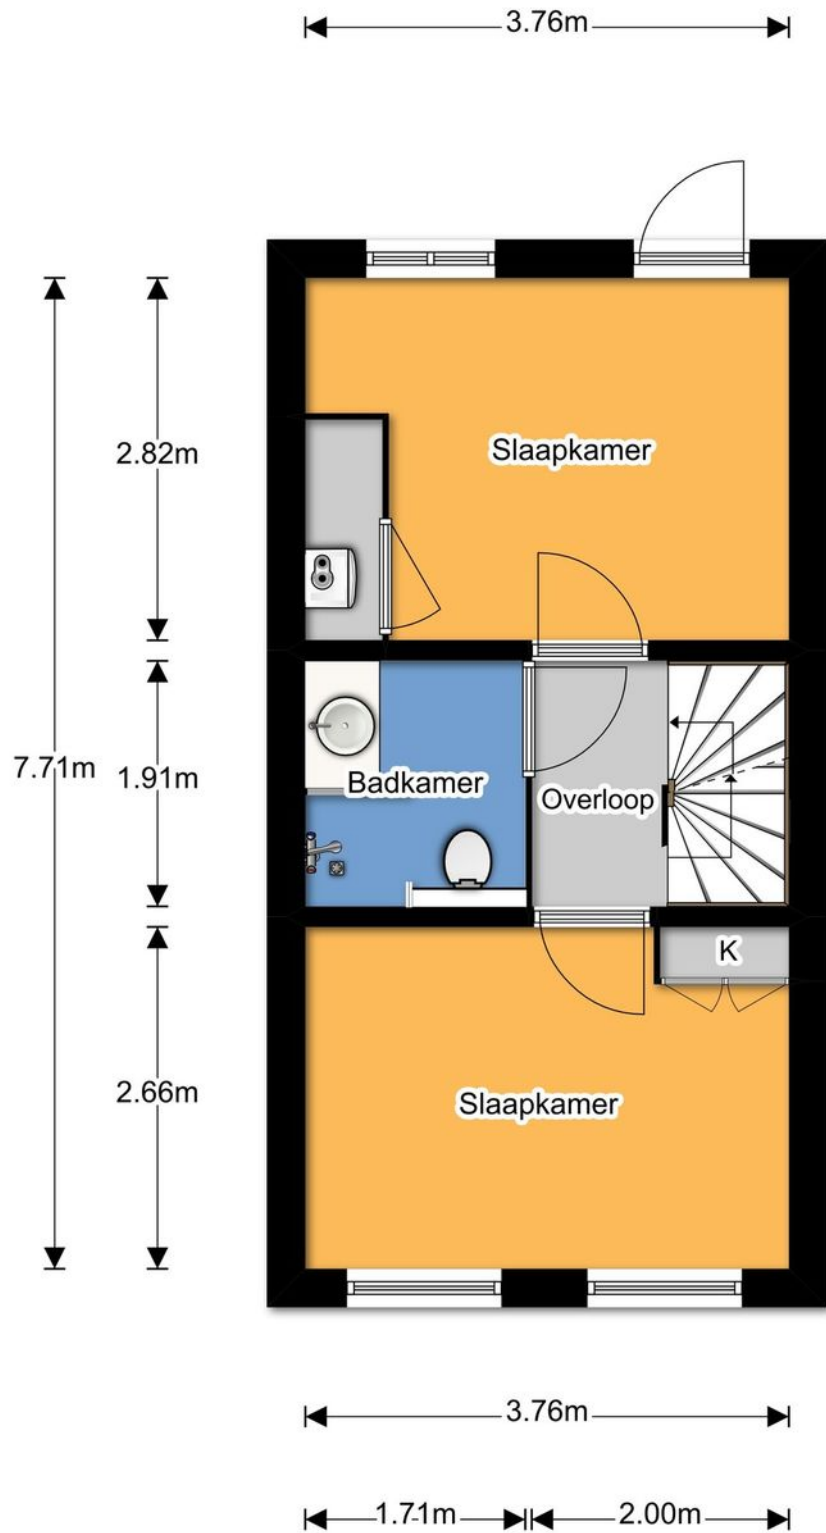 3.76m
2.82m
Slaapkamer
7.71m
1.91m
Badkamer
Overloop
K
2.66m
Slaapkamer
3.76m
1.71m
2.00m